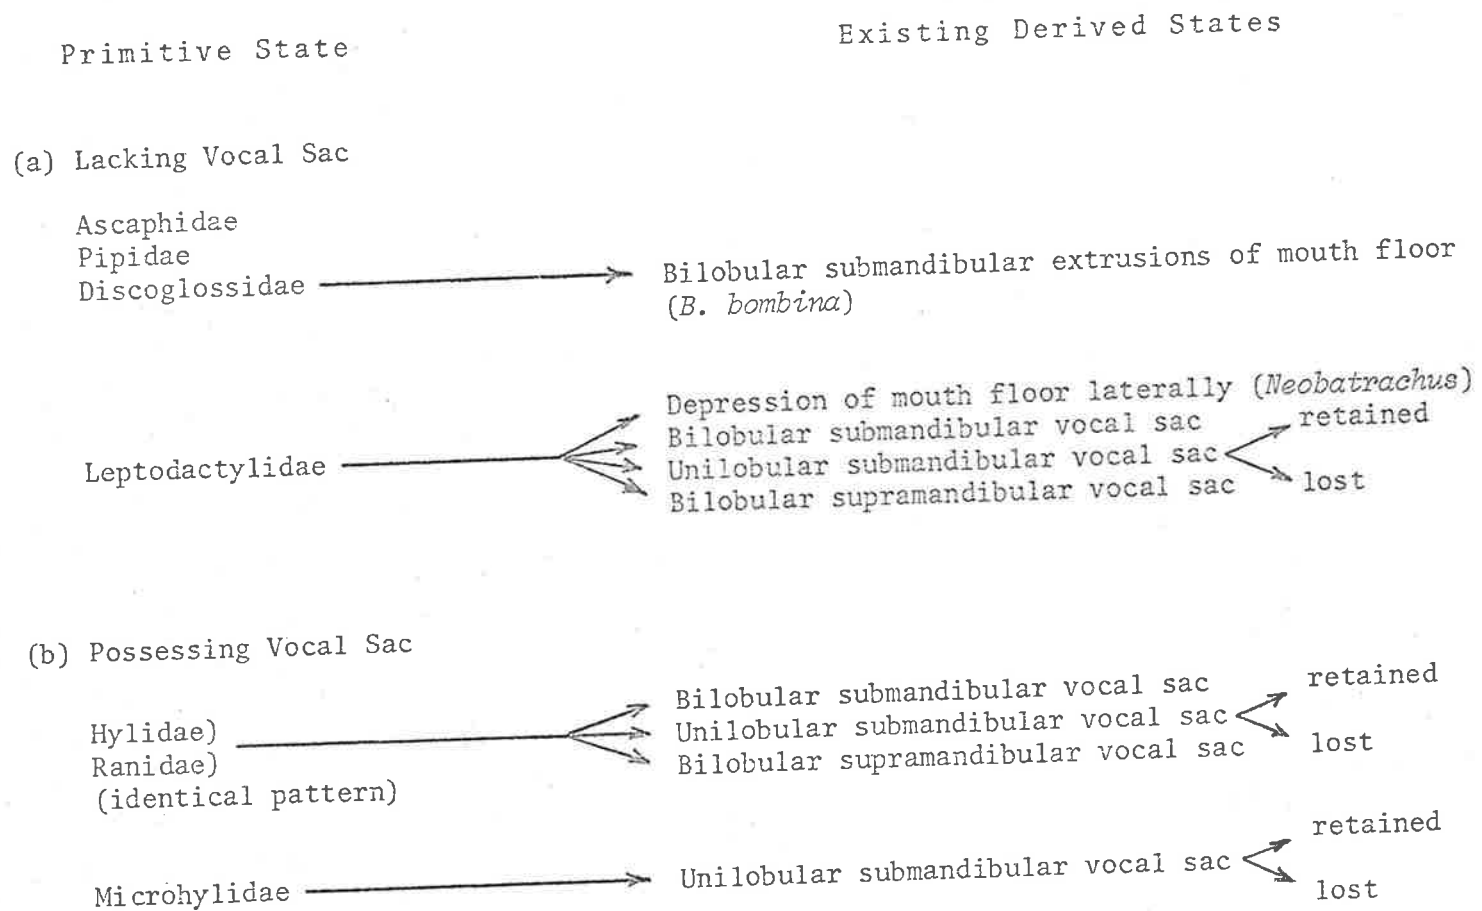 Primitive State
Existing Derived States
(a) Lacking Vocal Sac
Ascaphidae
Pipidae
Discoglossidae
Bilobular submandibular extrusions of mouth floor
(B. bombina)
Leptodactylidae
Depression of mouth floor laterally (Neobatrachus)
Bilobular submandibular vocal sac
Unilobular submandibular vocal sac
Bilobular supramandibular vocal sac
retained
lost
(b) Possessing Vocal Sac
Hylidae)
Ranidae)
(identical pattern)
Bilobular submandibular vocal sac
Unilobular submandibular vocal sac
Bilobular supramandibular vocal sac
retained
lost
Microhylidae
Unilobular submandibular vocal sac
retained
lost